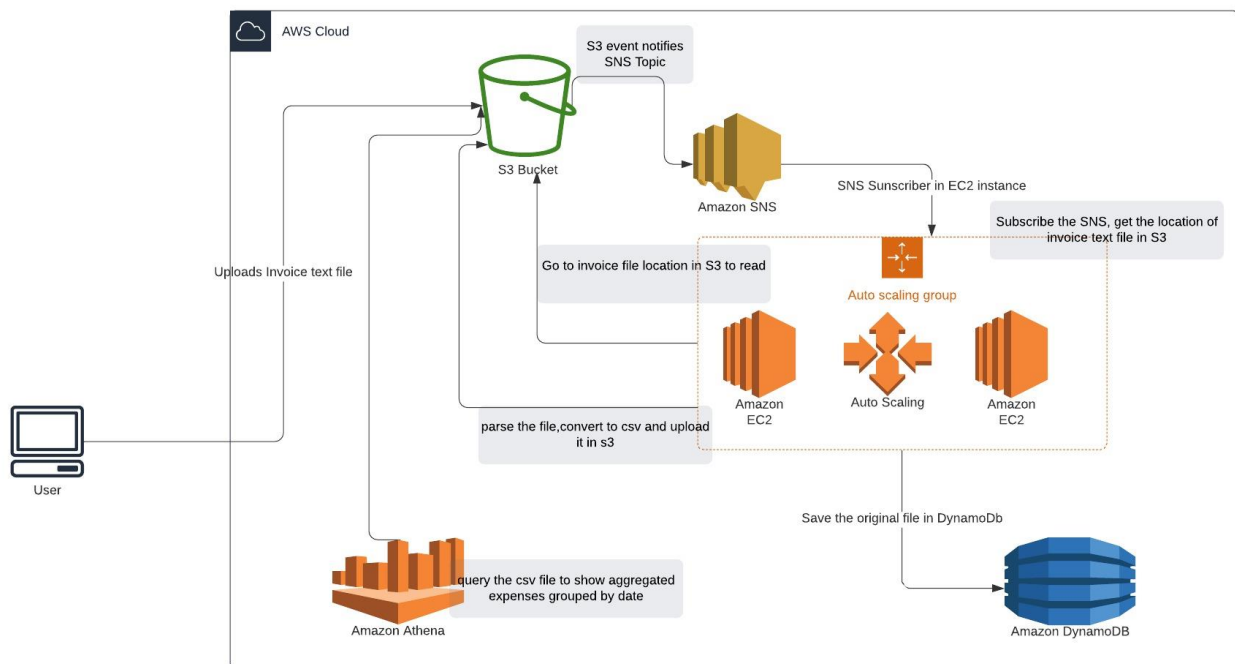 AWS Cloud
S3 event notifies
SNS Topic
S3 Bucket
Amazon SNS
SNS Sunscriber in EC2 instance
Subscribe the SNS, get the location of
invoice text file in S3
Uploads Invoice text file
Go to invoice file location in S3 to read
Auto scaling group
Amazon
EC2
Auto Scaling
Amazon
EC2
parse the file,convert to csv and upload
it in s3
User
Save the original file in DynamoDb
query the csv file to show aggregated
expenses grouped by date
Amazon Athena
Amazon DynamoDB